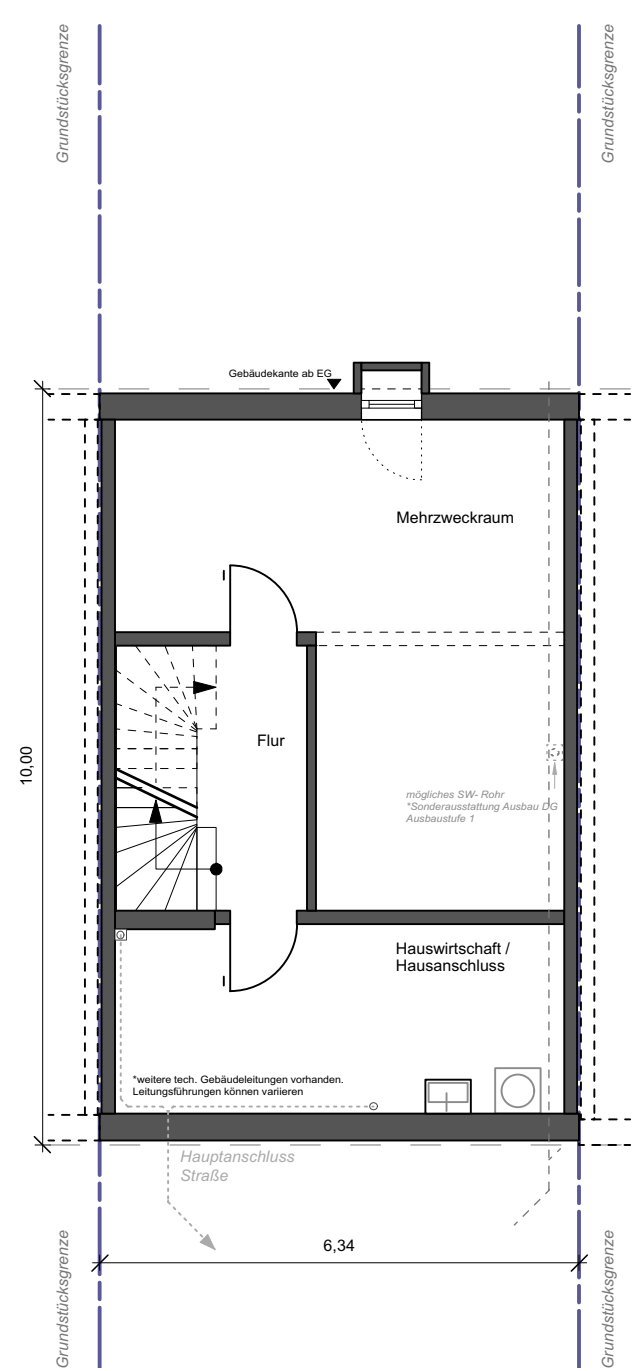 Grundstücksgrenze
Grundstücksgrenze
Gebäudekante ab EG
Mehrzweckraum
Flur
10,00
mögliches SW- Rohr
*Sonderausstattung Ausbau DG
Ausbaustufe 1
Hauswirtschaft /
Hausanschluss
*weitere tech. Gebäudeleitungen vorhanden.
Leitungsführungen können variieren
Hauptanschluss
Straße
6,34
Grundstücksgrenze
Grundstücksgrenze